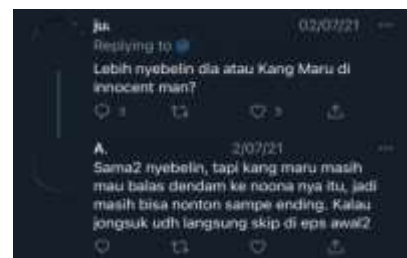 ju. 02/07/21
Replying to
Lebih nyebelin dia atau Kang Maru di
innocent man?
3 3
A. 2/07/21
Sama2 nyebelin, tapi kang maru masih
mau balas dendam ke noona nya itu, jadi
masih bisa nonton sampe ending. Kalau
jongsuk udh langsung skip di eps awal2